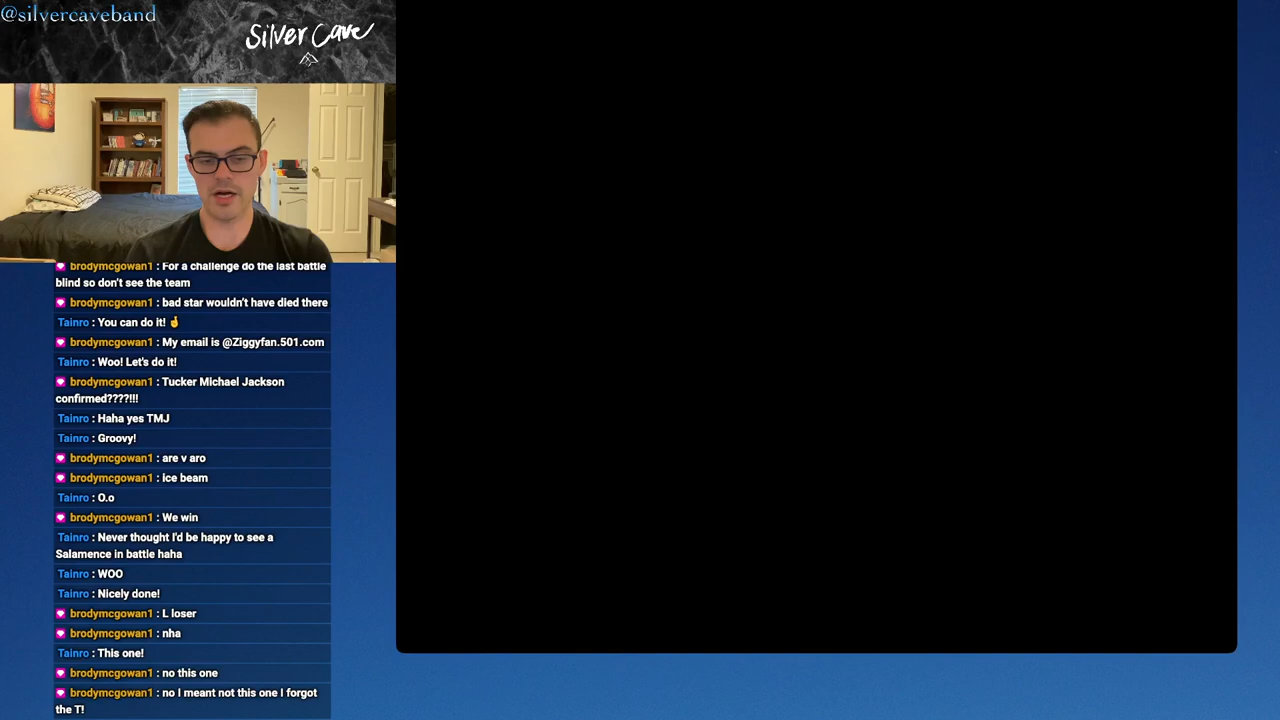 @silvercaveband
Silver Cave
brodymcgowan1 : For a challenge do the last battle
blind so don't see the team
brodymcgowan1 : bad star wouldn't have died there
Tainro : You can do it! 🤞
brodymcgowan1 : My email is @Ziggyfan.501.com
Tainro : Woo! Let's do it!
brodymcgowan1 : Tucker Michael Jackson
confirmed????!!!
Tainro : Haha yes TMJ
Tainro : Groovy!
brodymcgowan1 : are v aro
brodymcgowan1 : ice beam
Tainro : O.o
brodymcgowan1 : We win
Tainro : Never thought I'd be happy to see a
Salamence in battle haha
Tainro : WOO
Tainro : Nicely done!
brodymcgowan1 : L loser
brodymcgowan1 : nha
Tainro : This one!
brodymcgowan1 : no this one
brodymcgowan1 : no I meant not this one I forgot
the T!